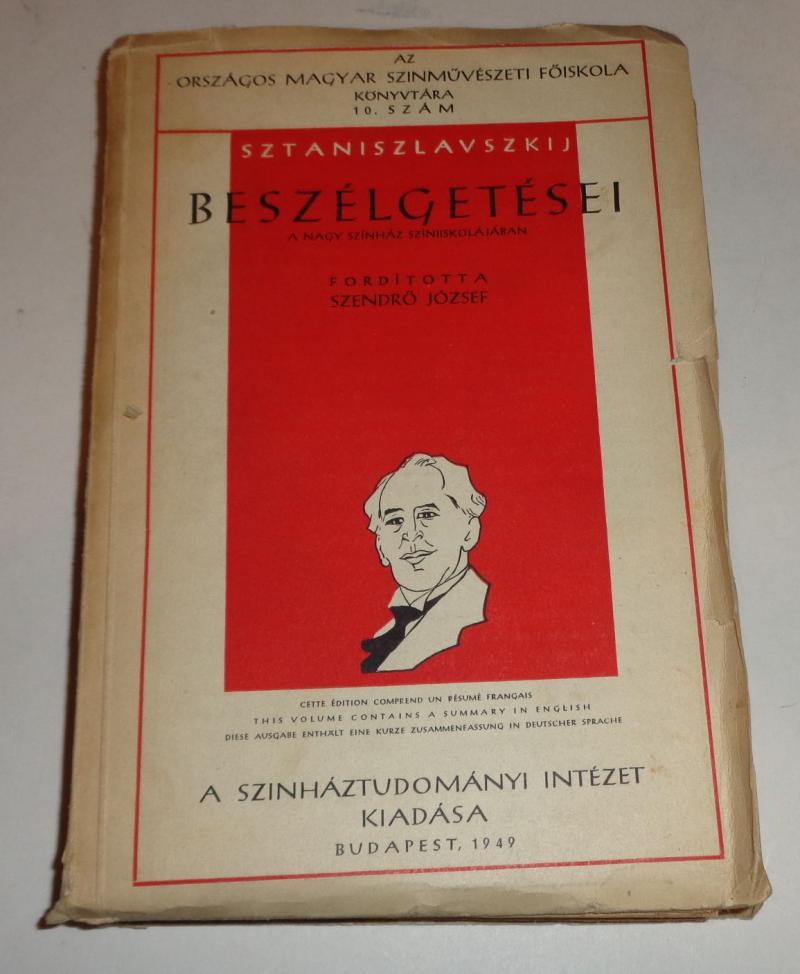 AZ
ORSZÁGOS MAGYAR SZINMŰVÉSZETI FŐISKOLA
KÖNYVTÁRA
10. SZÁM
SZTANISZLAVSZKIJ
BESZÉLGETÉSEI
A NAGY SZÍNHÁZ SZÍNIISKOLÁJÁBAN
FORDÍTOTTA
SZENDRŐ JÓZSEF
CETTE ÉDITION COMPREND UN RÉSUMÉ FRANÇAIS
THIS VOLUME CONTAINS A SUMMARY IN ENGLISH
DIESE AUSGABE ENTHÄLT EINE KURZE ZUSAMMENFASSUNG IN DEUTSCHER SPRACHE
A SZINHÁZTUDOMÁNYI INTÉZET
KIADÁSA
BUDAPEST, 1949